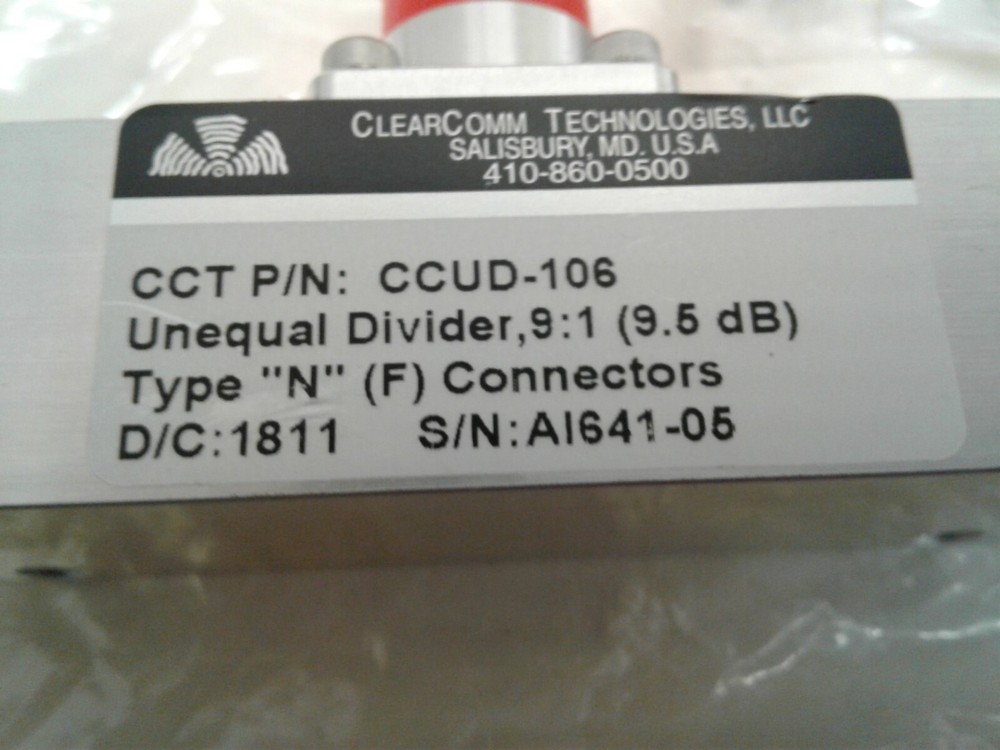 CLEARCOMM TECHNOLOGIES, LLC
SALISBURY, MD. U.S.A
410-860-0500
CCT P/N: CCUD-106
Unequal Divider,9:1 (9.5 dB)
Type "N" (F) Connectors
D/C:1811 S/N:AI641-05